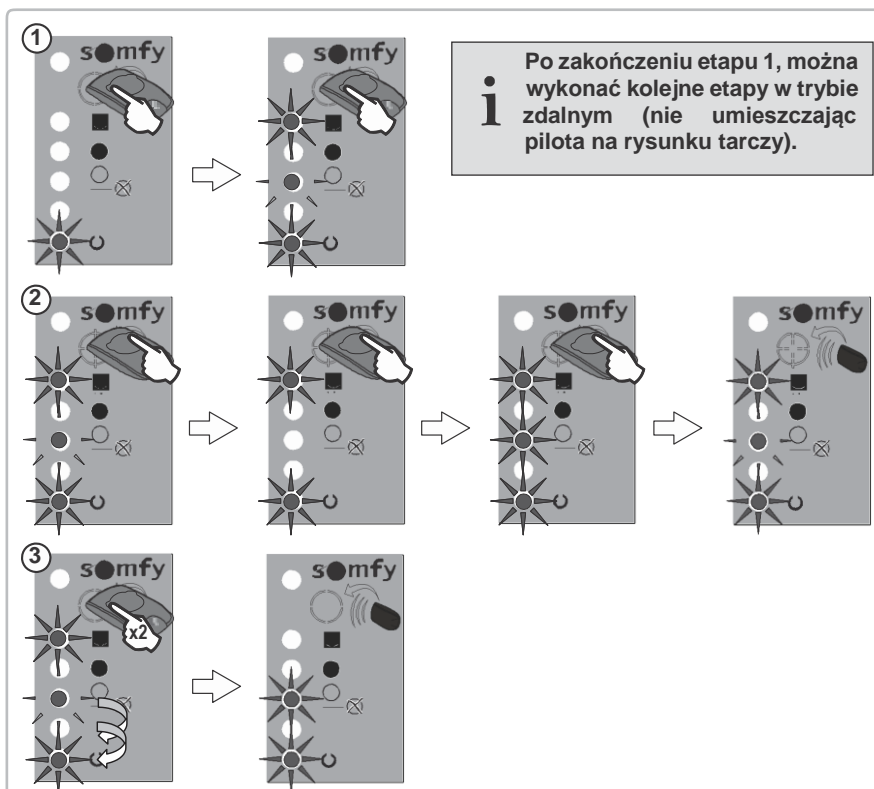 1
somfy
somfy
i
Po zakończeniu etapu 1, można
wykonać kolejne etapy w trybie
zdalnym (nie umieszczając
pilota na rysunku tarczy).
2
somfy
somfy
somfy
somfy
3
somfy
x2
somfy